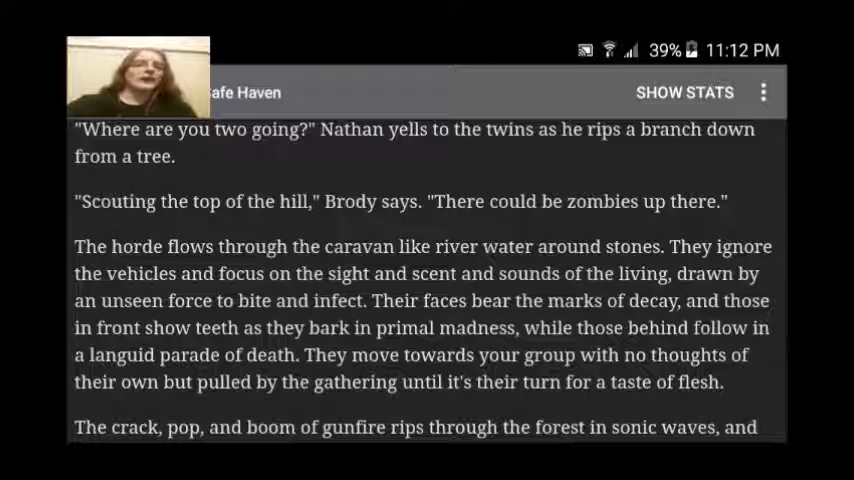 39% 11:12 PM
afe Haven SHOW STATS
"Where are you two going?" Nathan yells to the twins as he rips a branch down
from a tree.
"Scouting the top of the hill," Brody says. "There could be zombies up there."
The horde flows through the caravan like river water around stones. They ignore
the vehicles and focus on the sight and scent and sounds of the living, drawn by
an unseen force to bite and infect. Their faces bear the marks of decay, and those
in front show teeth as they bark in primal madness, while those behind follow in
a languid parade of death. They move towards your group with no thoughts of
their own but pulled by the gathering until it's their turn for a taste of flesh.
The crack, pop, and boom of gunfire rips through the forest in sonic waves, and